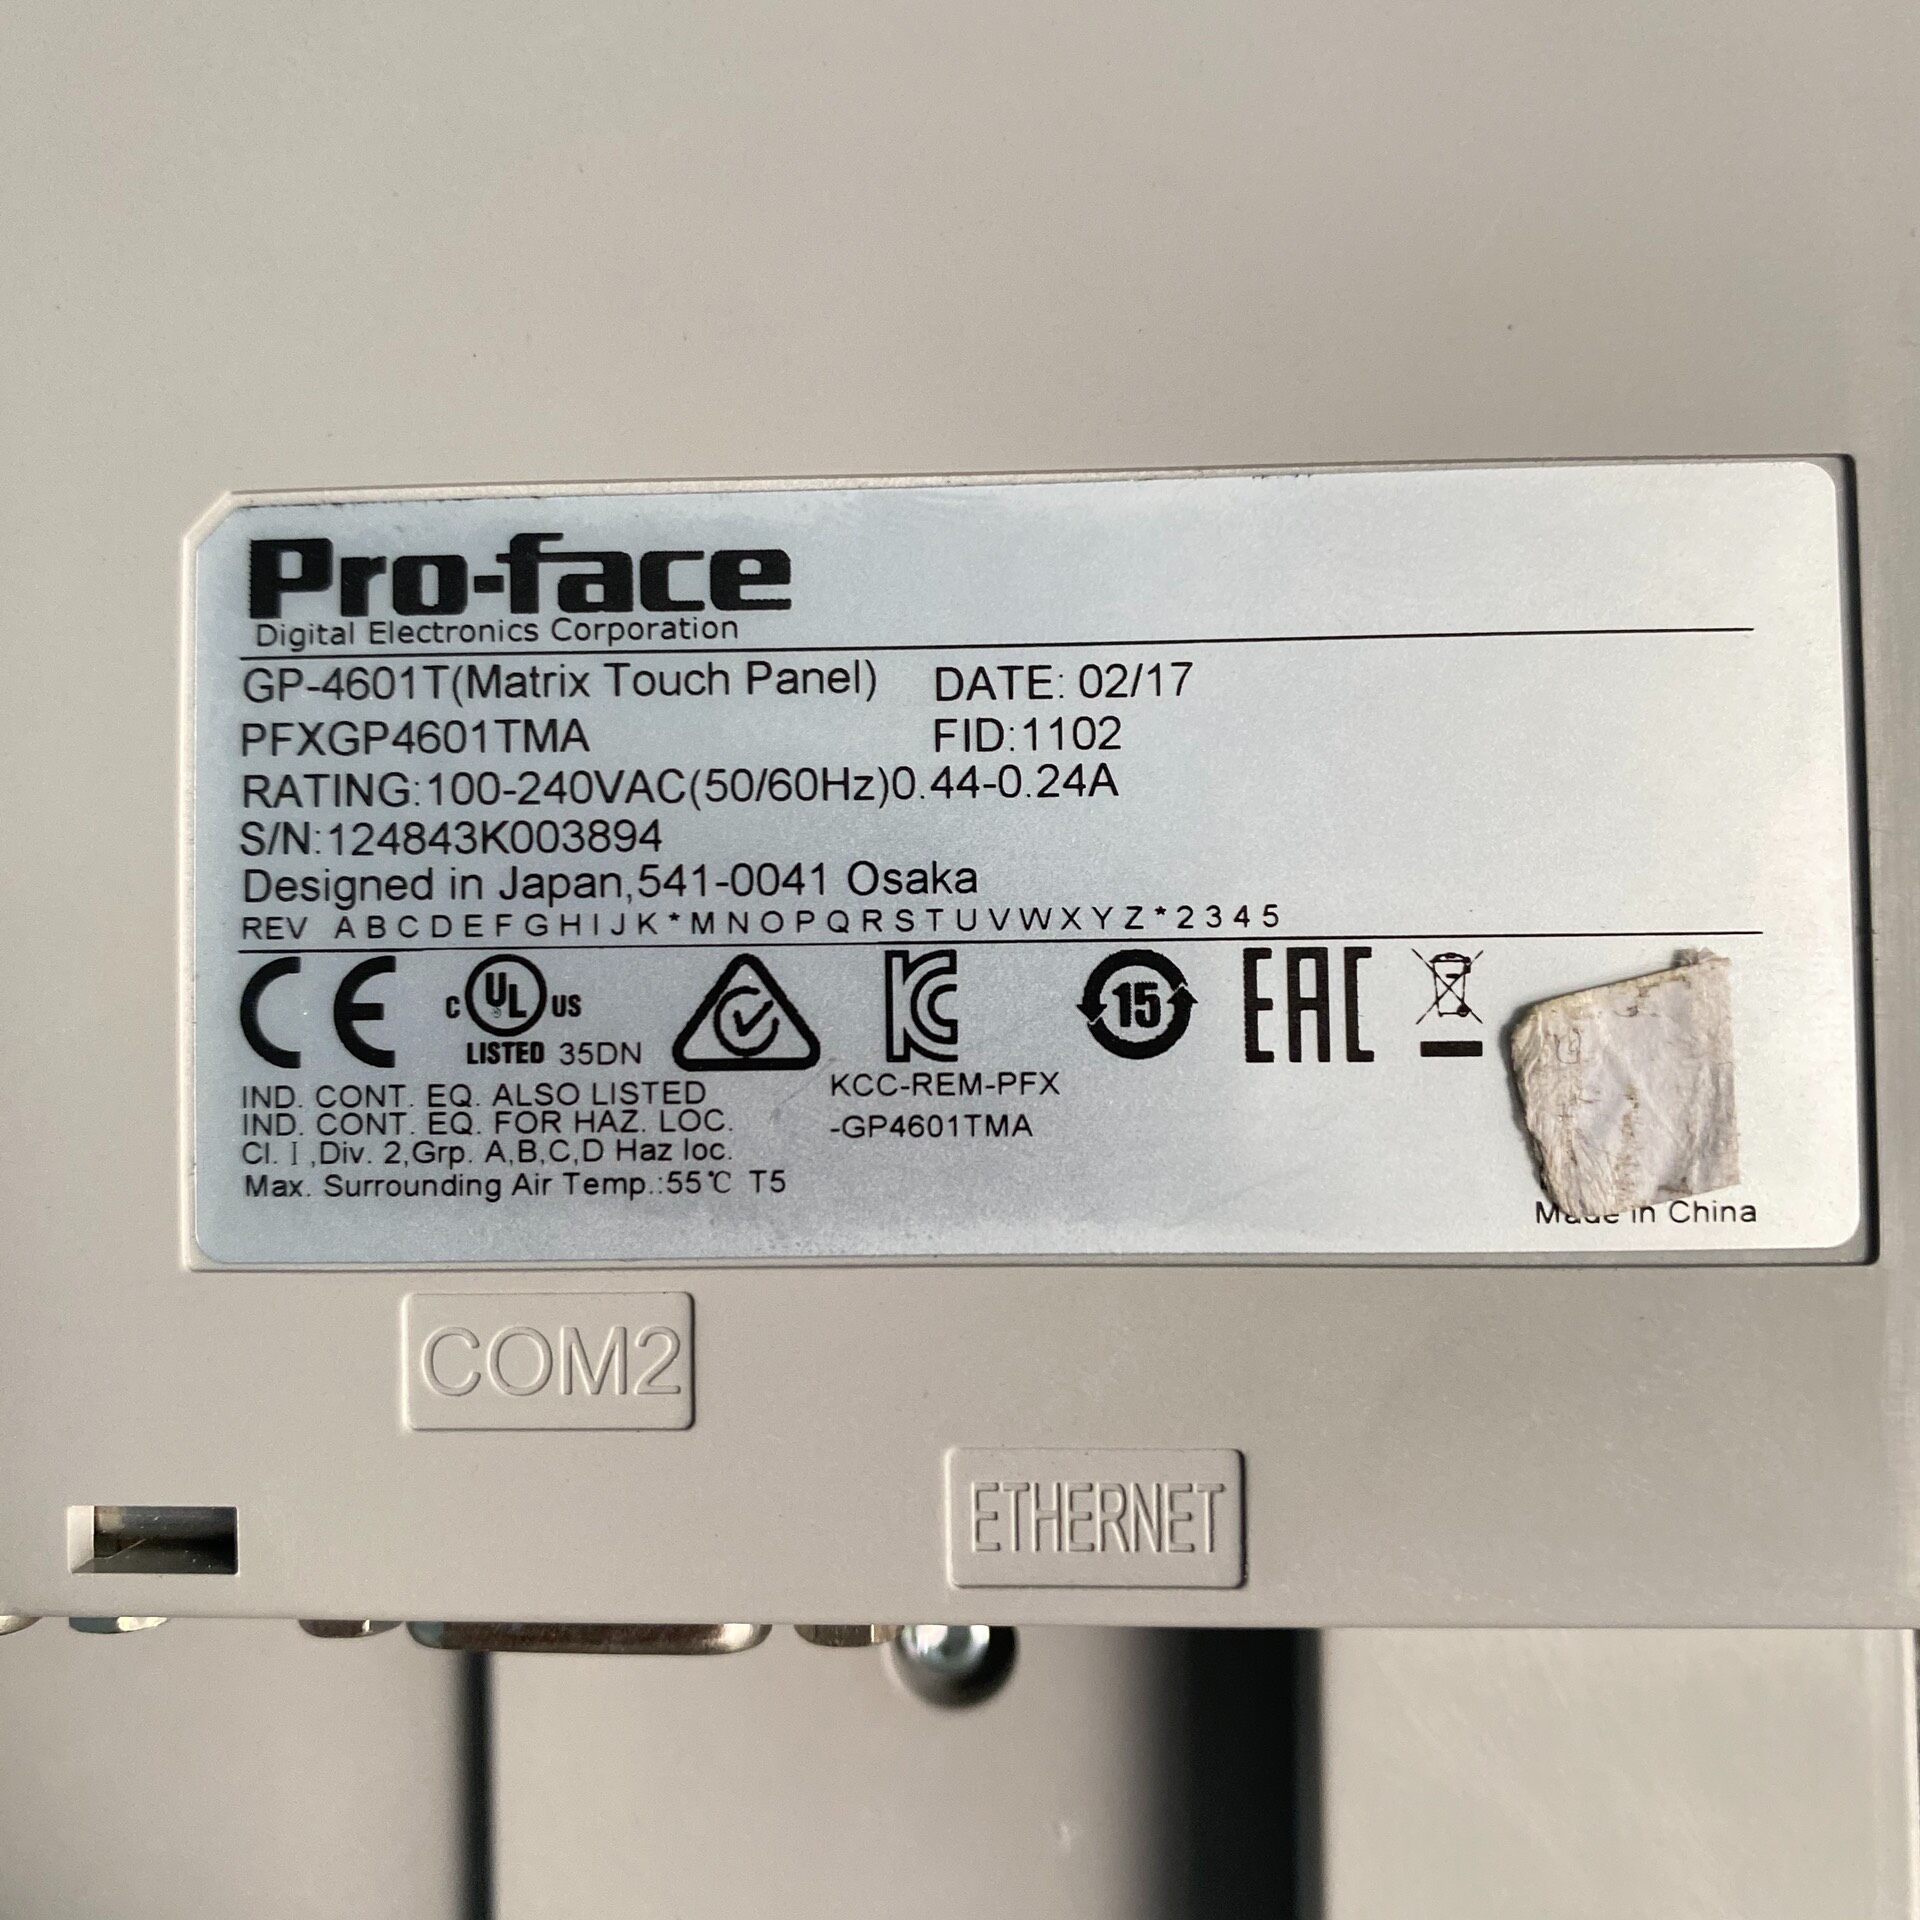 Pro-face
Digital Electronics Corporation
GP-4601T(Matrix Touch Panel) DATE: 02/17
PFXGP4601TMA FID:1102
RATING:100-240VAC(50/60Hz)0.44-0.24A
S/N:124843K003894
Designed in Japan,541-0041 Osaka
REV A B C D E F G H I J K * M N O P Q R S T U V W X Y Z * 2 3 4 5
CE C UL US LISTED 35DN KC 15 EAC
IND. CONT. EQ. ALSO LISTED
IND. CONT. EQ. FOR HAZ. LOC.
Cl. I ,Div. 2,Grp. A,B,C,D Haz loc.
Max. Surrounding Air Temp.:55℃ T5
KCC-REM-PFX
-GP4601TMA
Made in China
COM2
ETHERNET